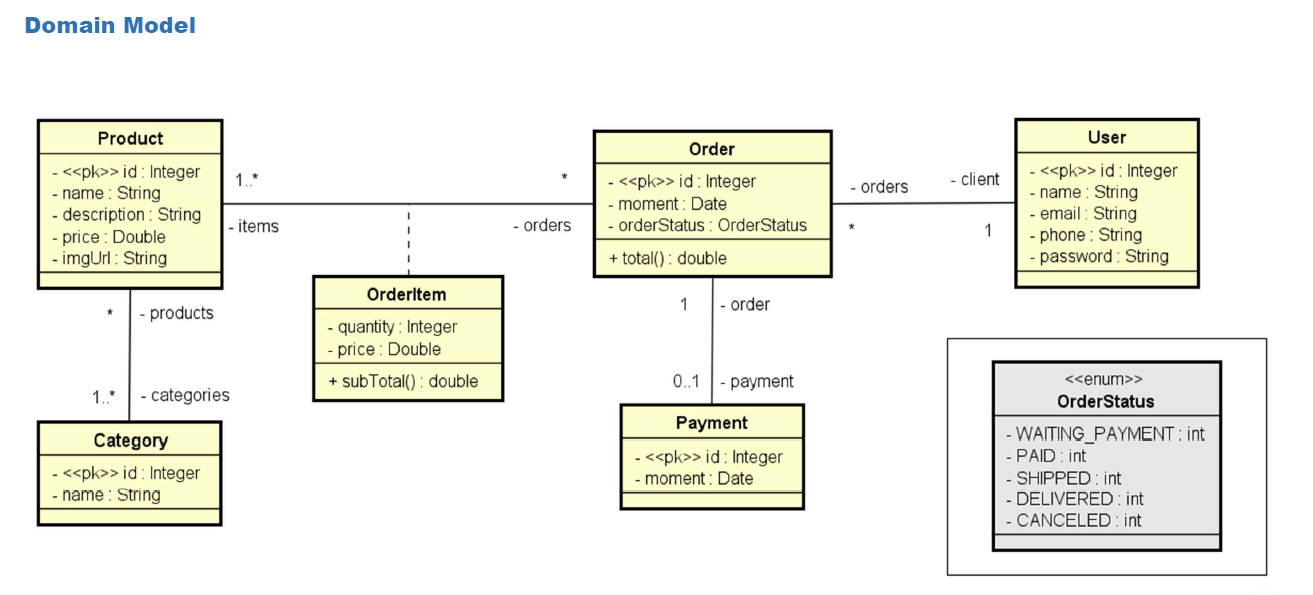 Domain Model
Product
- <<pk>> id : Integer
- name : String
- description : String
- price : Double
- imgUrl : String
1..*
- items
*
- orders
Order
- <<pk>> id : Integer
- moment : Date
- orderStatus : OrderStatus
+ total() : double
- orders
*
- client
1
User
- <<pk>> id : Integer
- name : String
- email : String
- phone : String
- password : String
OrderItem
- quantity : Integer
- price : Double
+ subTotal() : double
* - products
1..* - categories
1 - order
0..1 - payment
Category
- <<pk>> id : Integer
- name : String
Payment
- <<pk>> id : Integer
- moment : Date
<<enum>>
OrderStatus
- WAITING_PAYMENT : int
- PAID : int
- SHIPPED : int
- DELIVERED : int
- CANCELED : int